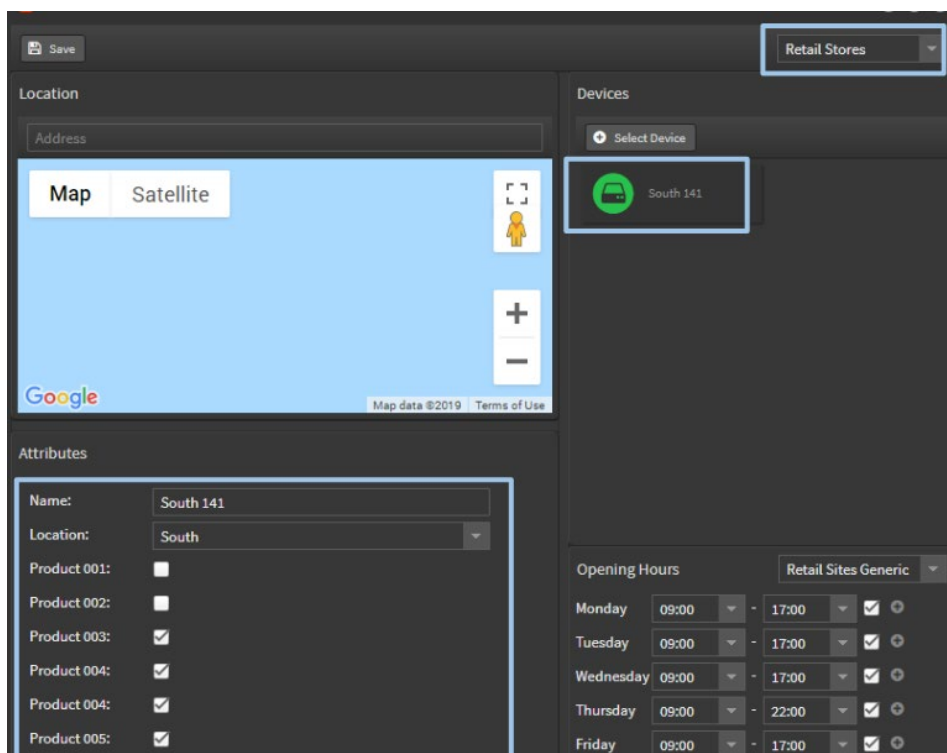 Save
Retail Stores
Location
Address
Map
Satellite
Google
Map data ©2019 Terms of Use
Devices
Select Device
South 141
Attributes
Name: South 141
Location: South
Product 001:
Product 002:
Product 003:
Product 004:
Product 004:
Product 005:
Opening Hours
Retail Sites Generic
Monday 09:00 - 17:00
Tuesday 09:00 - 17:00
Wednesday 09:00 - 17:00
Thursday 09:00 - 22:00
Friday 09:00 - 17:00